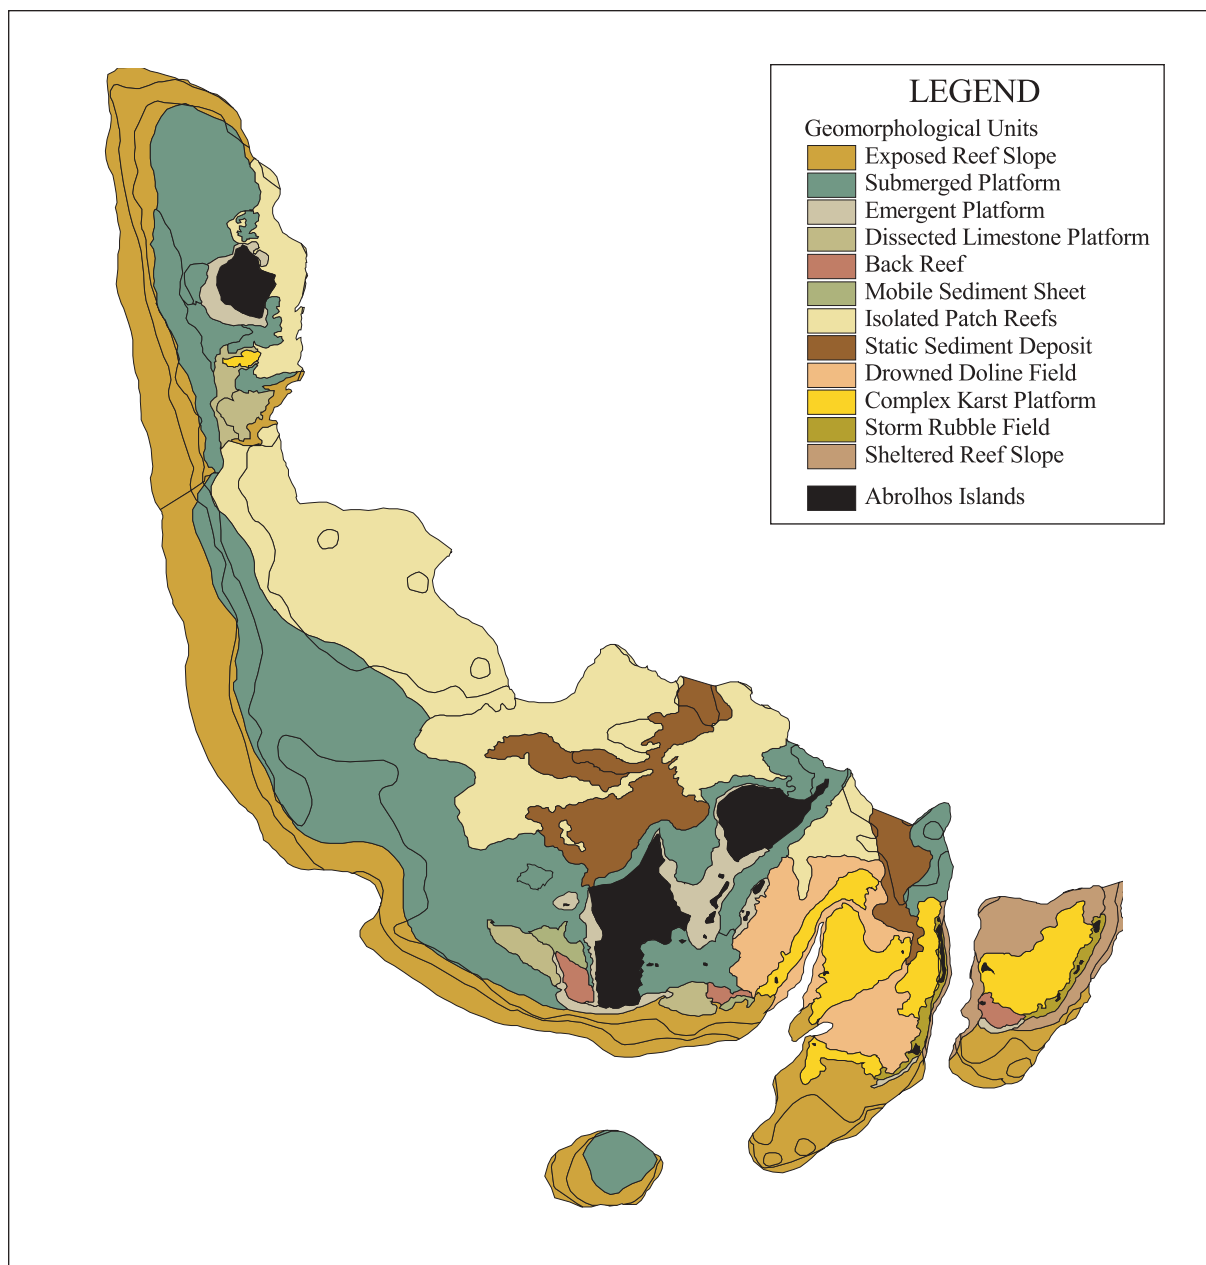 LEGEND
Geomorphological Units
Exposed Reef Slope
Submerged Platform
Emergent Platform
Dissected Limestone Platform
Back Reef
Mobile Sediment Sheet
Isolated Patch Reefs
Static Sediment Deposit
Drowned Doline Field
Complex Karst Platform
Storm Rubble Field
Sheltered Reef Slope
Abrolhos Islands